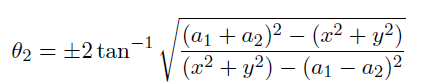 θ₂ = ±2 tan⁻¹ √(((a₁ + a₂)² − (x² + y²)) / ((x² + y²) − (a₁ − a₂)²))